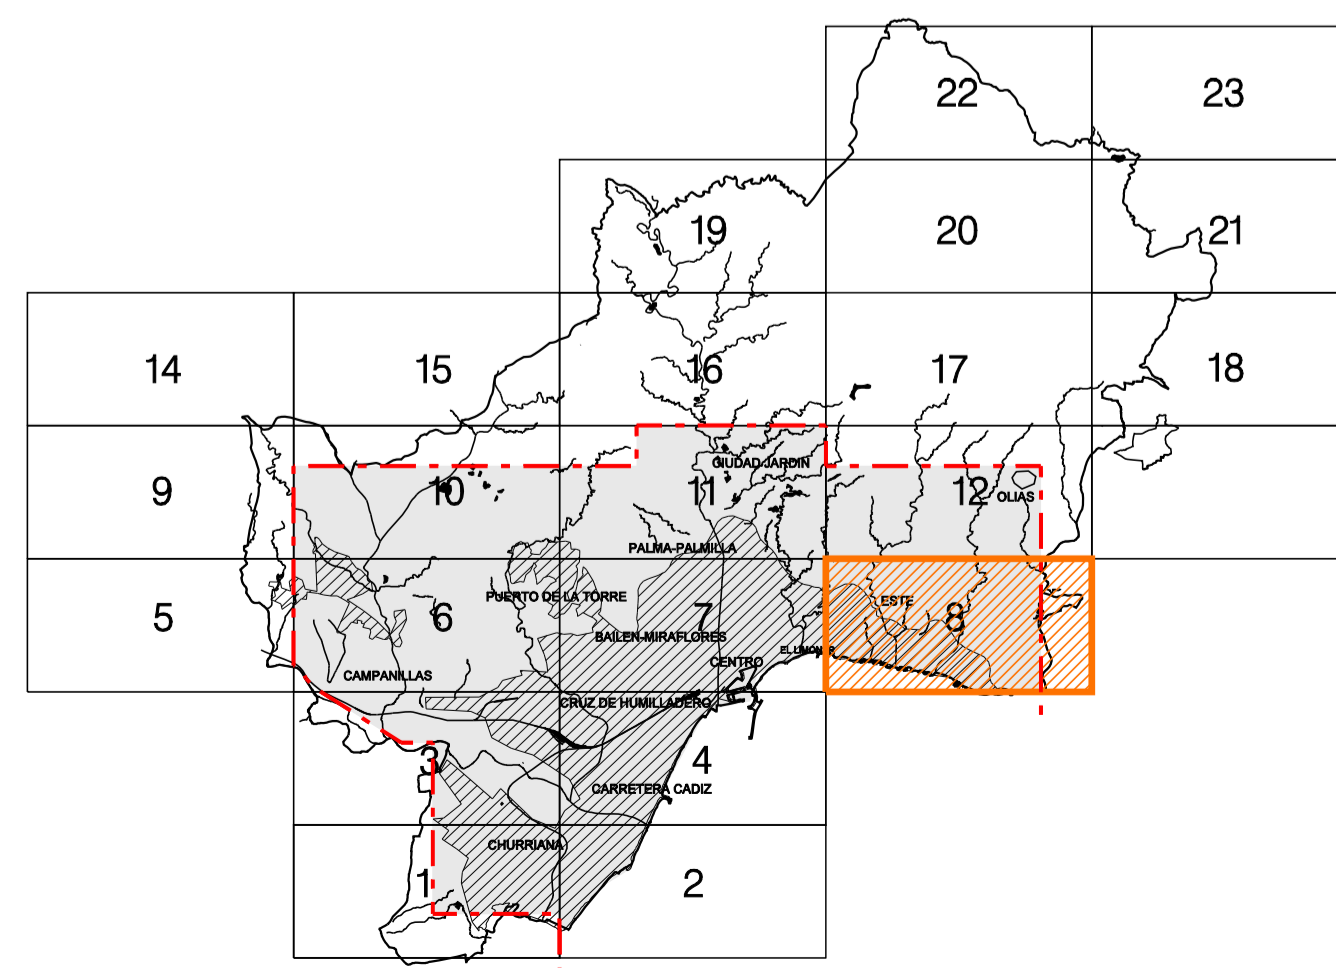 22
23
19
20
21
14
15
16
17
18
CIUDAD JARDIN
9
10
11
12
OLIAS
PALMA-PALMILLA
PUERTO DE LA TORRE
ESTE
5
6
7
8
BAILEN-MIRAFLORES
EL LIMONAR
CENTRO
CAMPANILLAS
CRUZ DE HUMILLADERO
3
4
CARRETERA CADIZ
CHURRIANA
1
2